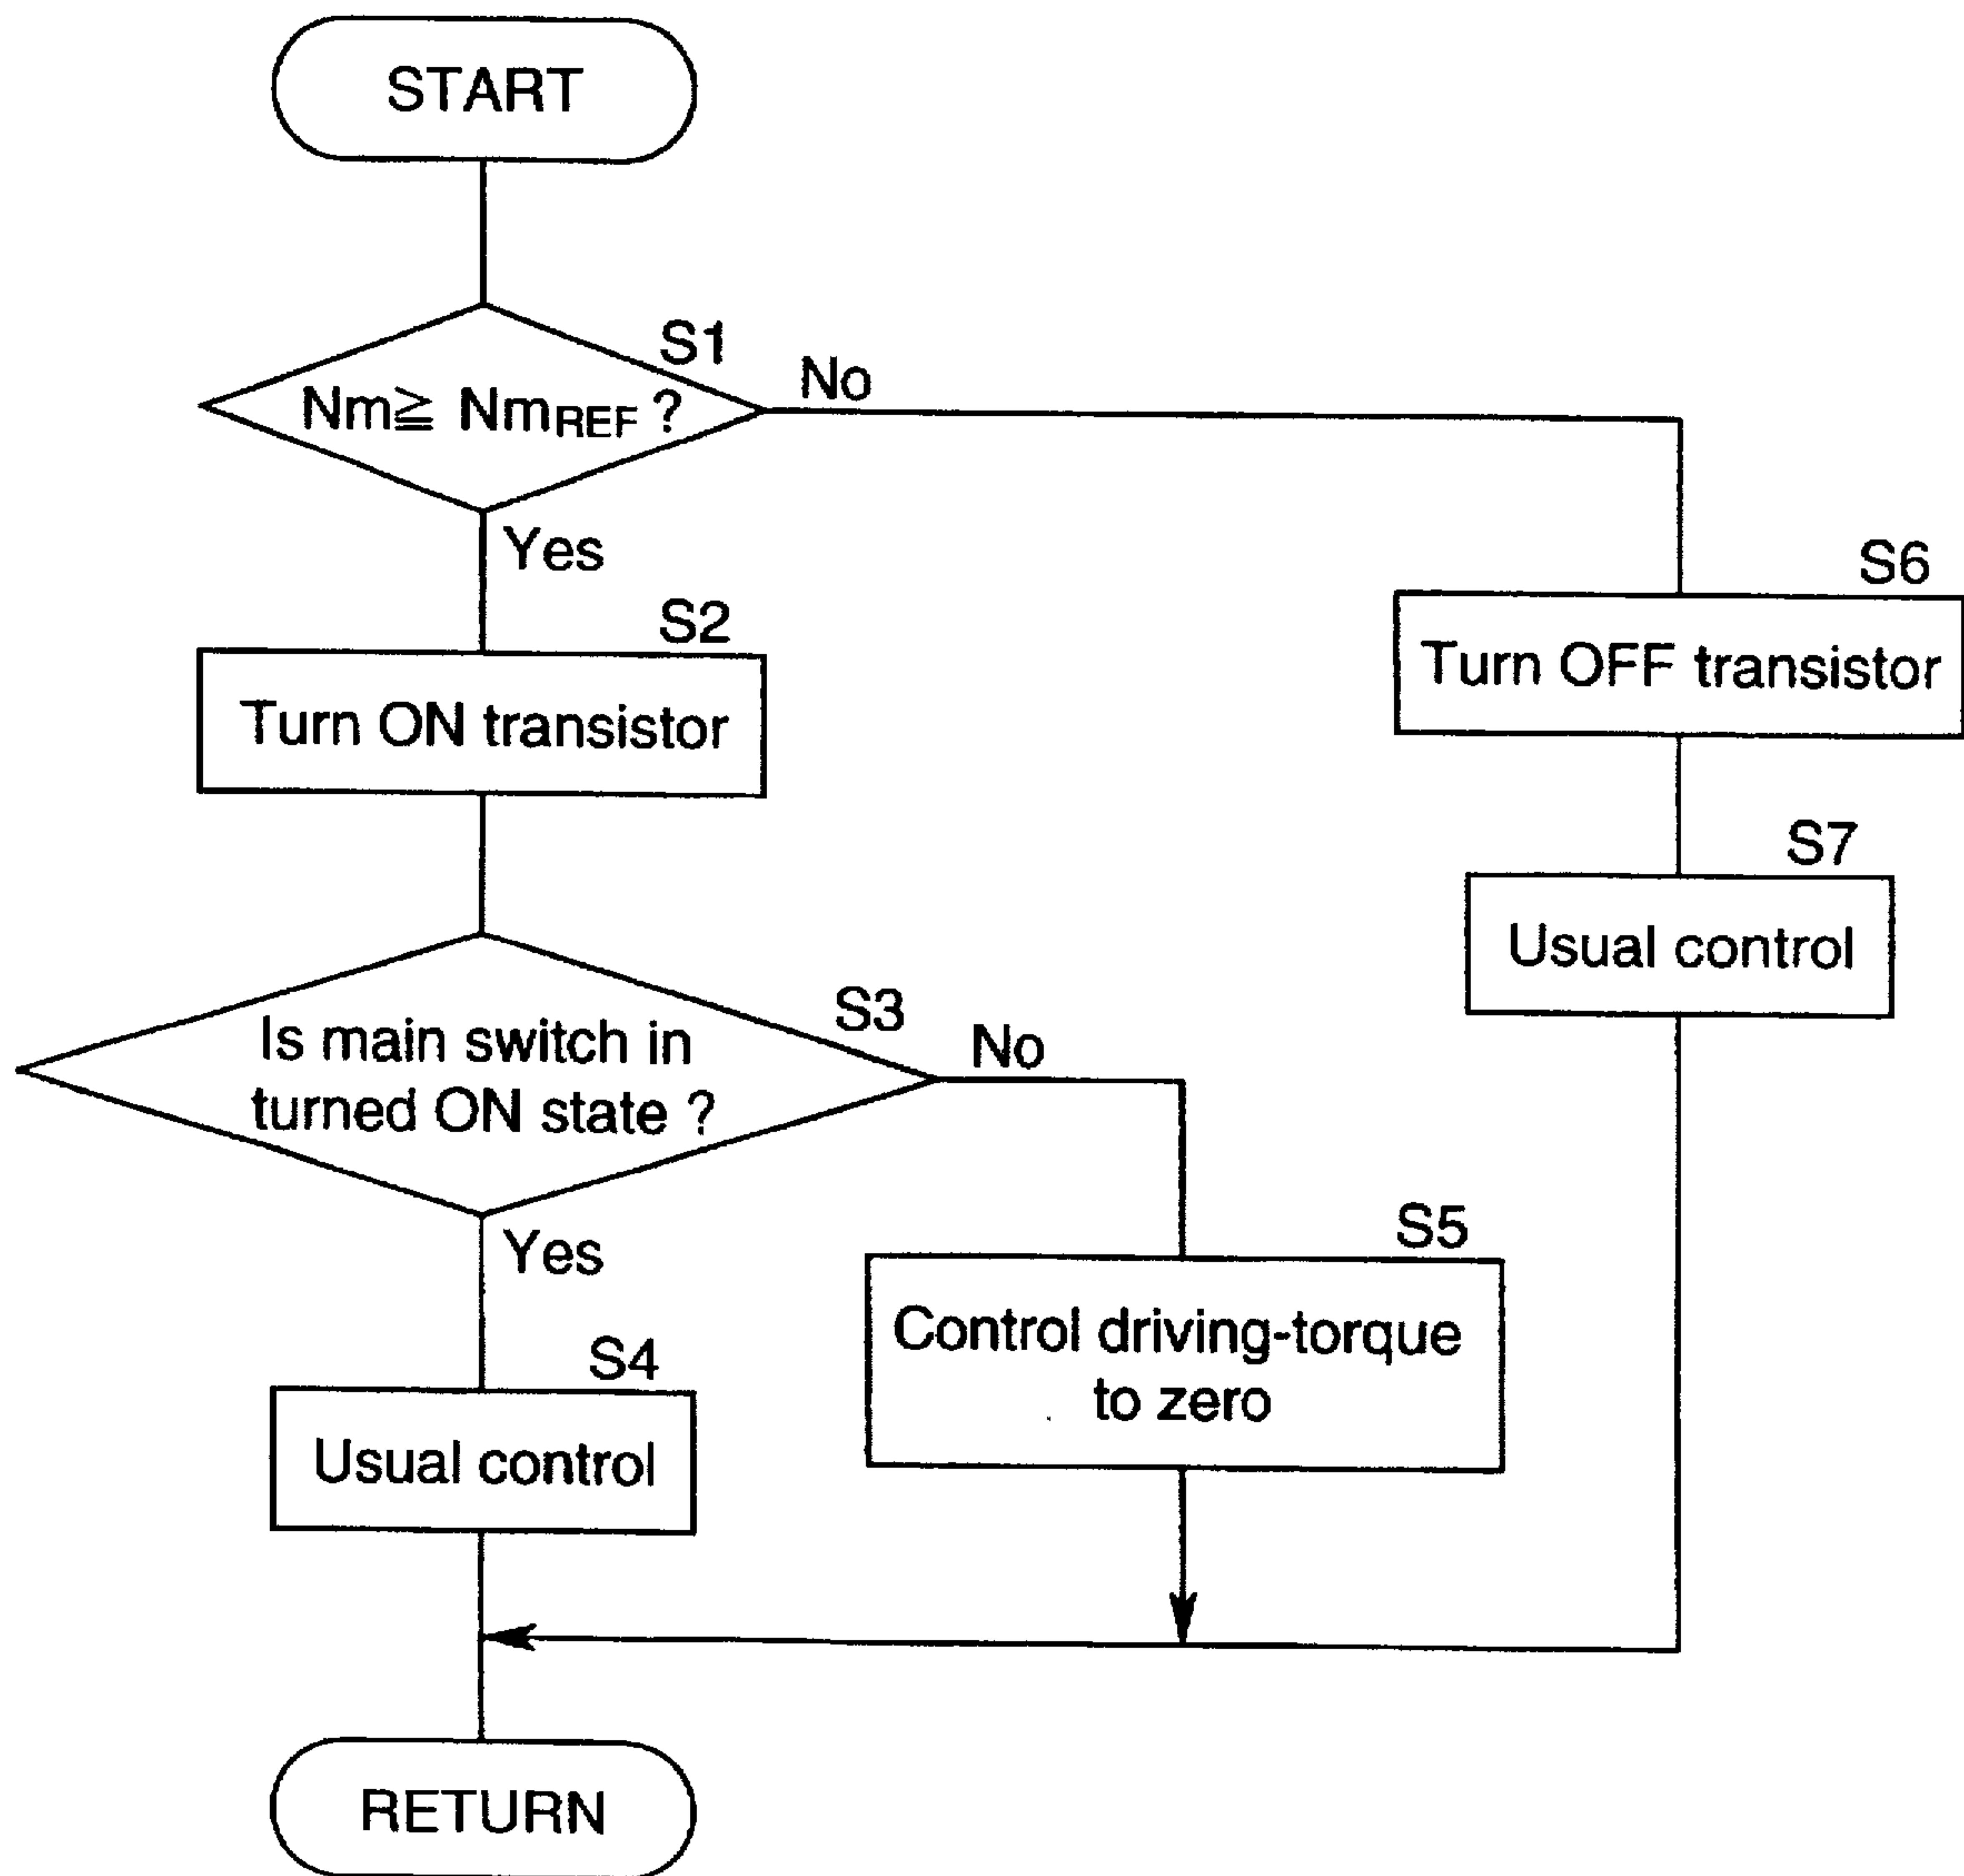 START
S1
Nm≧ NmREF ?
No
Yes
S2
Turn ON transistor
S6
Turn OFF transistor
S7
Usual control
S3
Is main switch in
turned ON state ?
No
Yes
S5
Control driving-torque
to zero
S4
Usual control
RETURN